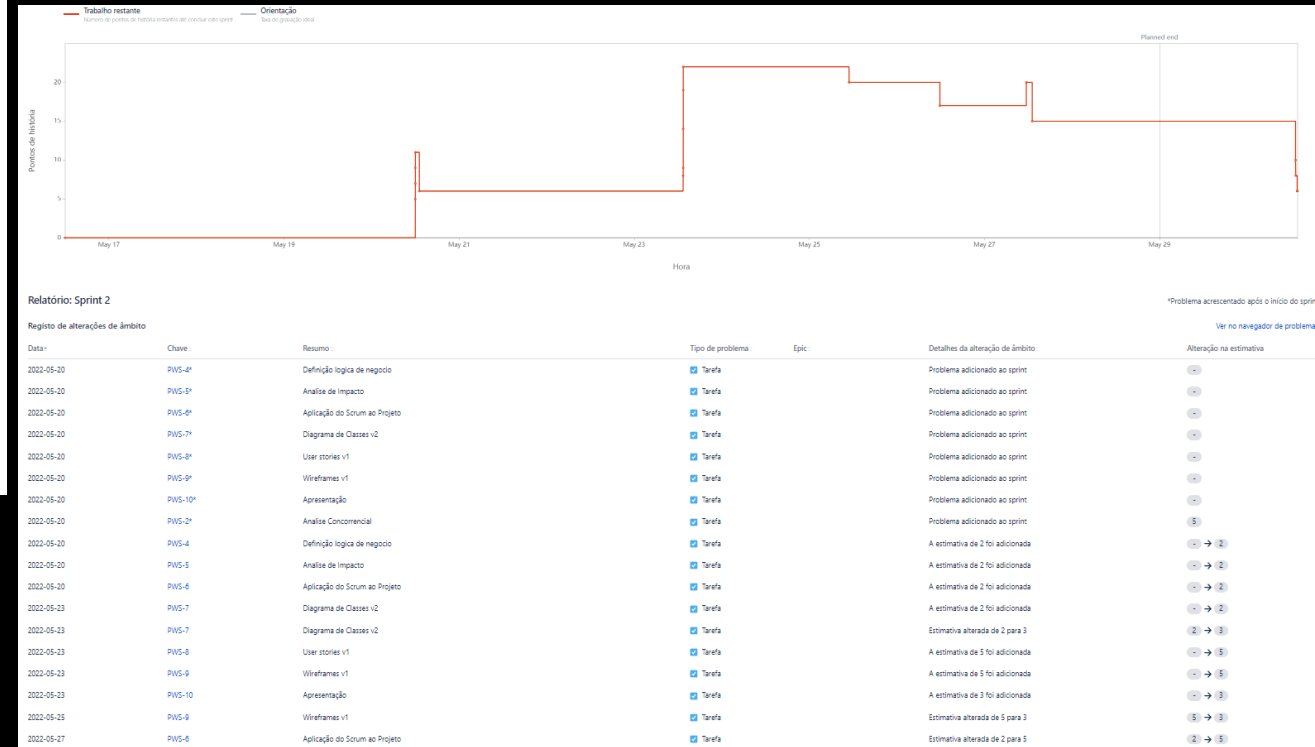 Trabalho restante
Número de pontos de história restantes até concluir este sprint
Orientação
Taxa de gravação ideal
Planned end
20
15
10
5
0
Pontos de história
May 17 May 19 May 21 May 23 May 25 May 27 May 29
Hora
Relatório: Sprint 2
*Problema acrescentado após o início do sprin
Registo de alterações de âmbito
Ver no navegador de problema
Data Chave Resumo Tipo de problema Epic Detalhes da alteração de âmbito Alteração na estimativa
2022-05-20 PWS-4* Definição logica de negocio Tarefa Problema adicionado ao sprint -
2022-05-20 PWS-5* Analise de Impacto Tarefa Problema adicionado ao sprint -
2022-05-20 PWS-6* Aplicação do Scrum ao Projeto Tarefa Problema adicionado ao sprint -
2022-05-20 PWS-7* Diagrama de Classes v2 Tarefa Problema adicionado ao sprint -
2022-05-20 PWS-8* User stories v1 Tarefa Problema adicionado ao sprint -
2022-05-20 PWS-9* Wireframes v1 Tarefa Problema adicionado ao sprint -
2022-05-20 PWS-10* Apresentação Tarefa Problema adicionado ao sprint -
2022-05-20 PWS-2* Analise Concorrencial Tarefa Problema adicionado ao sprint 5
2022-05-20 PWS-4 Definição logica de negocio Tarefa A estimativa de 2 foi adicionada - → 2
2022-05-20 PWS-5 Analise de Impacto Tarefa A estimativa de 2 foi adicionada - → 2
2022-05-20 PWS-6 Aplicação do Scrum ao Projeto Tarefa A estimativa de 2 foi adicionada - → 2
2022-05-23 PWS-7 Diagrama de Classes v2 Tarefa A estimativa de 2 foi adicionada - → 2
2022-05-23 PWS-7 Diagrama de Classes v2 Tarefa Estimativa alterada de 2 para 3 2 → 3
2022-05-23 PWS-8 User stories v1 Tarefa A estimativa de 5 foi adicionada - → 5
2022-05-23 PWS-9 Wireframes v1 Tarefa A estimativa de 5 foi adicionada - → 5
2022-05-23 PWS-10 Apresentação Tarefa A estimativa de 3 foi adicionada - → 3
2022-05-25 PWS-9 Wireframes v1 Tarefa Estimativa alterada de 5 para 3 5 → 3
2022-05-27 PWS-6 Aplicação do Scrum ao Projeto Tarefa Estimativa alterada de 2 para 5 2 → 5